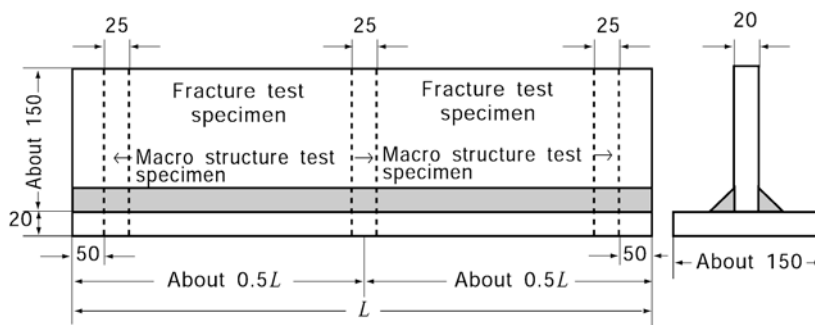 25
25
25
20
Fracture test
specimen
Fracture test
specimen
About 150
Macro structure test
specimen
Macro structure test
specimen
20
50
50
About 150
About 0.5L
About 0.5L
L